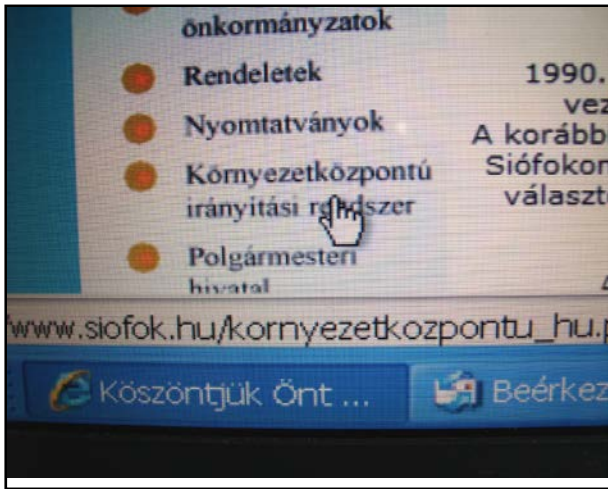 önkormányzatok
Rendeletek
Nyomtatványok
Környezetközpontú
irányítási rendszer
Polgármesteri
hivatal
1990.
vez
A korább
Siófokon
választ
www.siofok.hu/kornyezetkozpontu_hu.p
Köszöntjük Önt ...
Beérkez